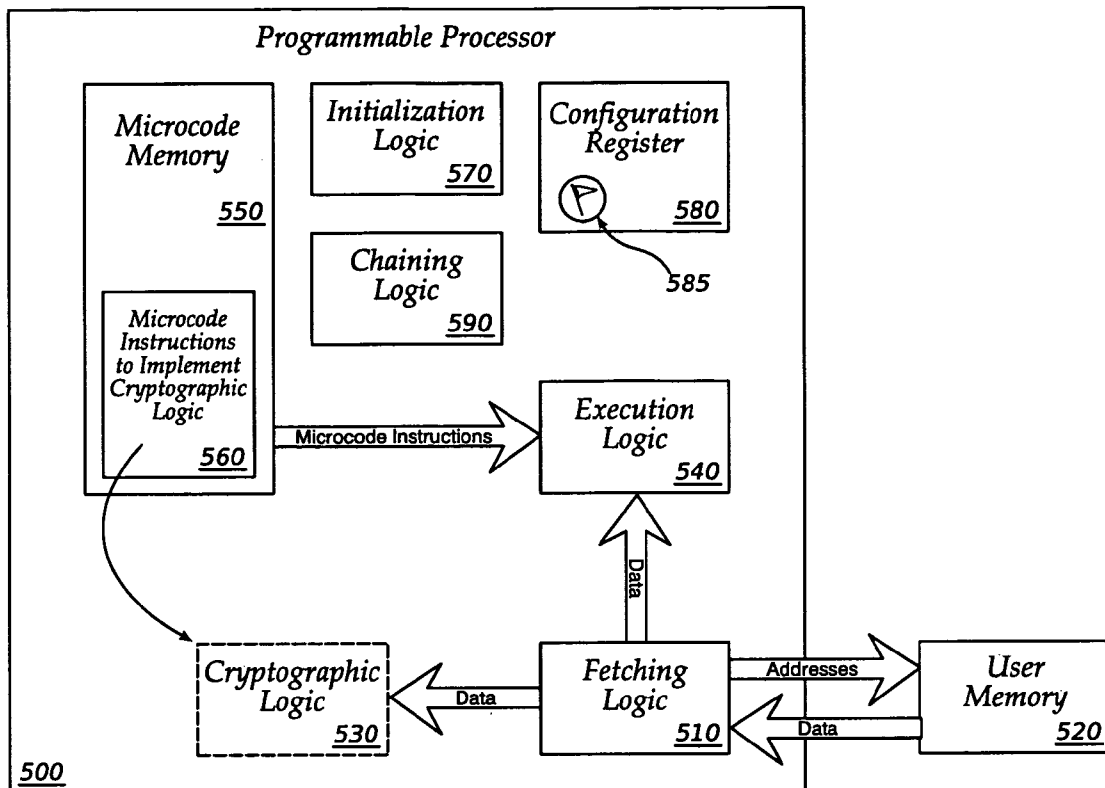 Programmable Processor
Microcode
Memory
550
Initialization
Logic
570
Configuration
Register
580
585
Chaining
Logic
590
Microcode
Instructions
to Implement
Cryptographic
Logic
560
Microcode Instructions
Execution
Logic
540
Data
Cryptographic
Logic
530
Data
Fetching
Logic
510
Addresses
Data
User
Memory
520
500